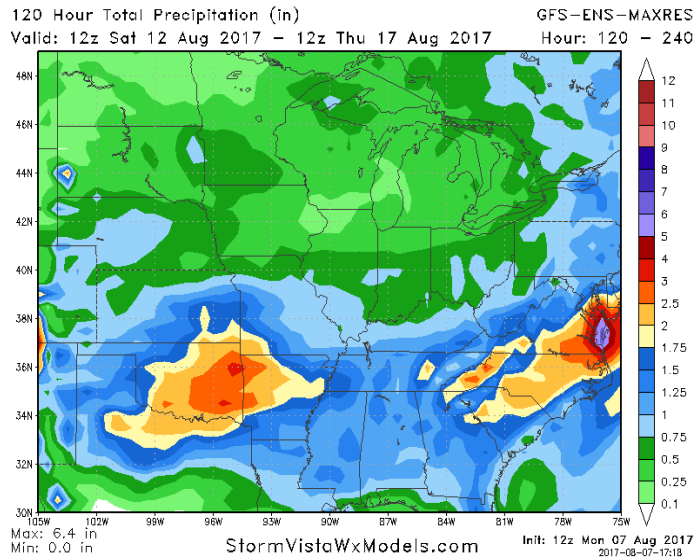 120 Hour Total Precipitation (in) GFS-ENS-MAXRES
Valid: 12z Sat 12 Aug 2017 - 12z Thu 17 Aug 2017 Hour: 120 - 240
48N
46N
44N
42N
40N
38N
36N
34N
32N
30N
105W 102W 99W 96W 93W 90W 87W 84W 81W 78W 75W
12
11
10
9
8
7
6
5
4
3
2.5
2
1.75
1.5
1.25
1
0.75
0.5
0.25
0.1
Max: 6.4 in
Min: 0.0 in
StormVistaWxModels.com
Init: 12z Mon 07 Aug 2017
2017-08-07-17:18